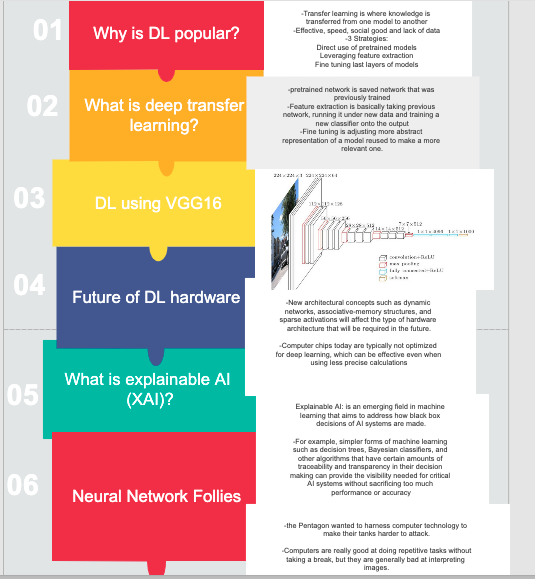 01
Why is DL popular?
-Transfer learning is where knowledge is
transferred from one model to another
-Effective, speed, social good and lack of data
-3 Strategies:
Direct use of pretrained models
Leveraging feature extraction
Fine tuning last layers of models
02
What is deep transfer
learning?
-pretrained network is saved network that was
previously trained
-Feature extraction is basically taking previous
network, running it under new data and training a
new classifier onto the output
-Fine tuning is adjusting more abstract
representation of a model reused to make a more
relevant one.
03
DL using VGG16
224×224×3 224×224×64
112×112×128
56×56×256
28×28×512
14×14×512
7×7×512
1×1×4096 1×1×1000
convolution+ReLU
max pooling
fully connected+ReLU
softmax
04
Future of DL hardware
-New architectural concepts such as dynamic
networks, associative-memory structures, and
sparse activations will affect the type of hardware
architecture that will be required in the future.
-Computer chips today are typically not optimized
for deep learning, which can be effective even when
using less precise calculations
05
What is explainable AI
(XAI)?
Explainable AI: is an emerging field in machine
learning that aims to address how black box
decisions of AI systems are made.
-For example, simpler forms of machine learning
such as decision trees, Bayesian classifiers, and
other algorithms that have certain amounts of
traceability and transparency in their decision
making can provide the visibility needed for critical
AI systems without sacrificing too much
performance or accuracy
06
Neural Network Follies
-the Pentagon wanted to harness computer technology to
make their tanks harder to attack.
-Computers are really good at doing repetitive tasks without
taking a break, but they are generally bad at interpreting
images.